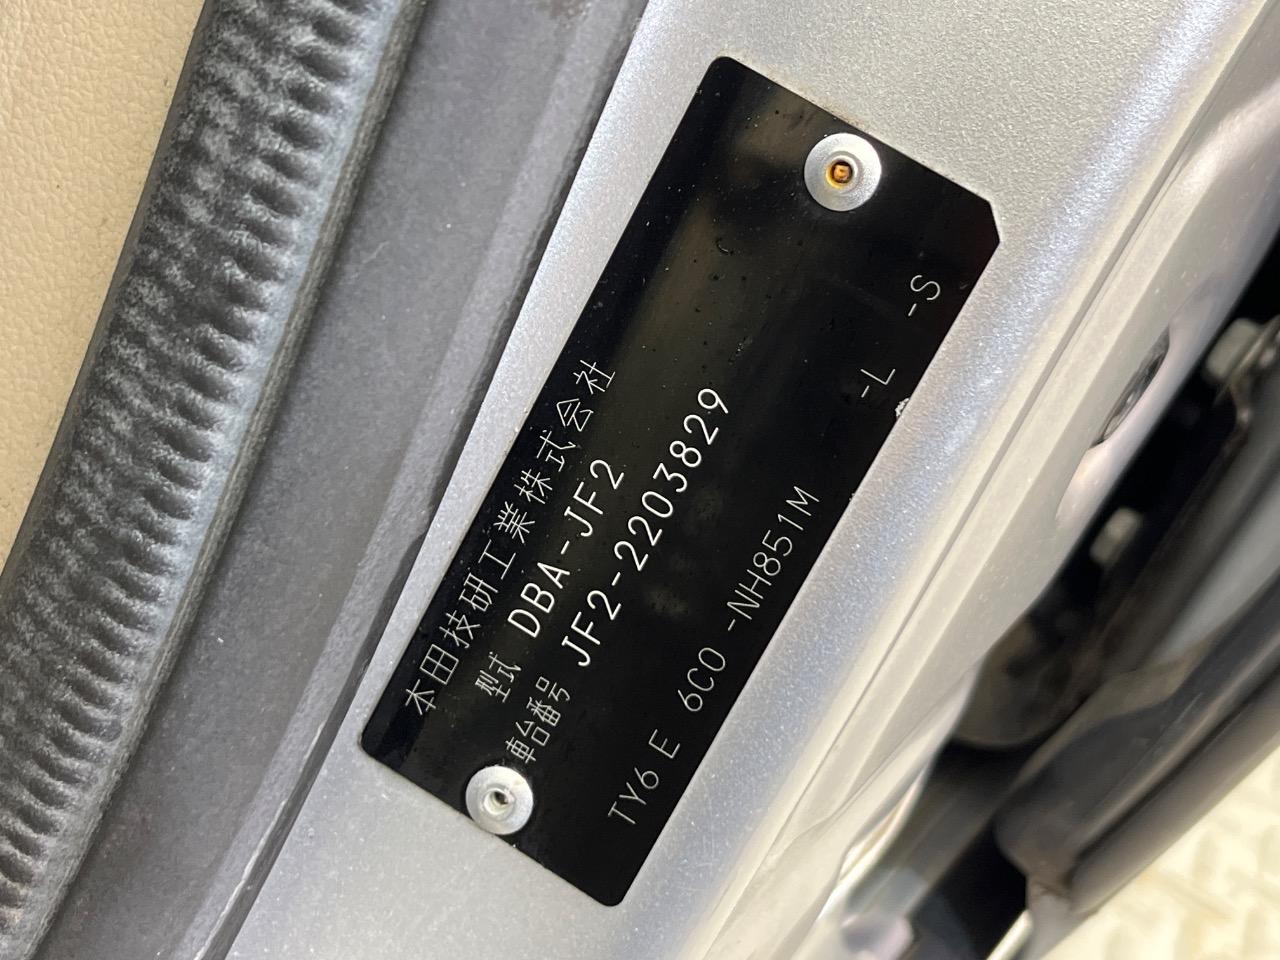 本田技研工業株式会社
型式 DBA-JF2
車台番号 JF2-2203829
TY6 E 6C0 -NH851M -L -S